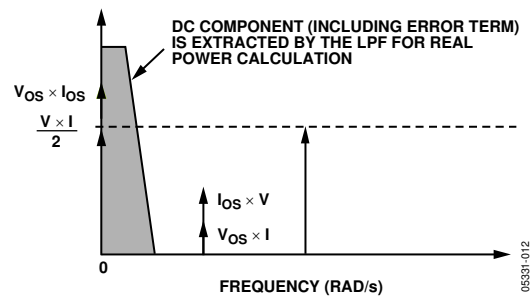 DC COMPONENT (INCLUDING ERROR TERM)
IS EXTRACTED BY THE LPF FOR REAL
POWER CALCULATION
VOS × IOS
V × I
2
IOS × V
VOS × I
0
FREQUENCY (RAD/s)
05331-012